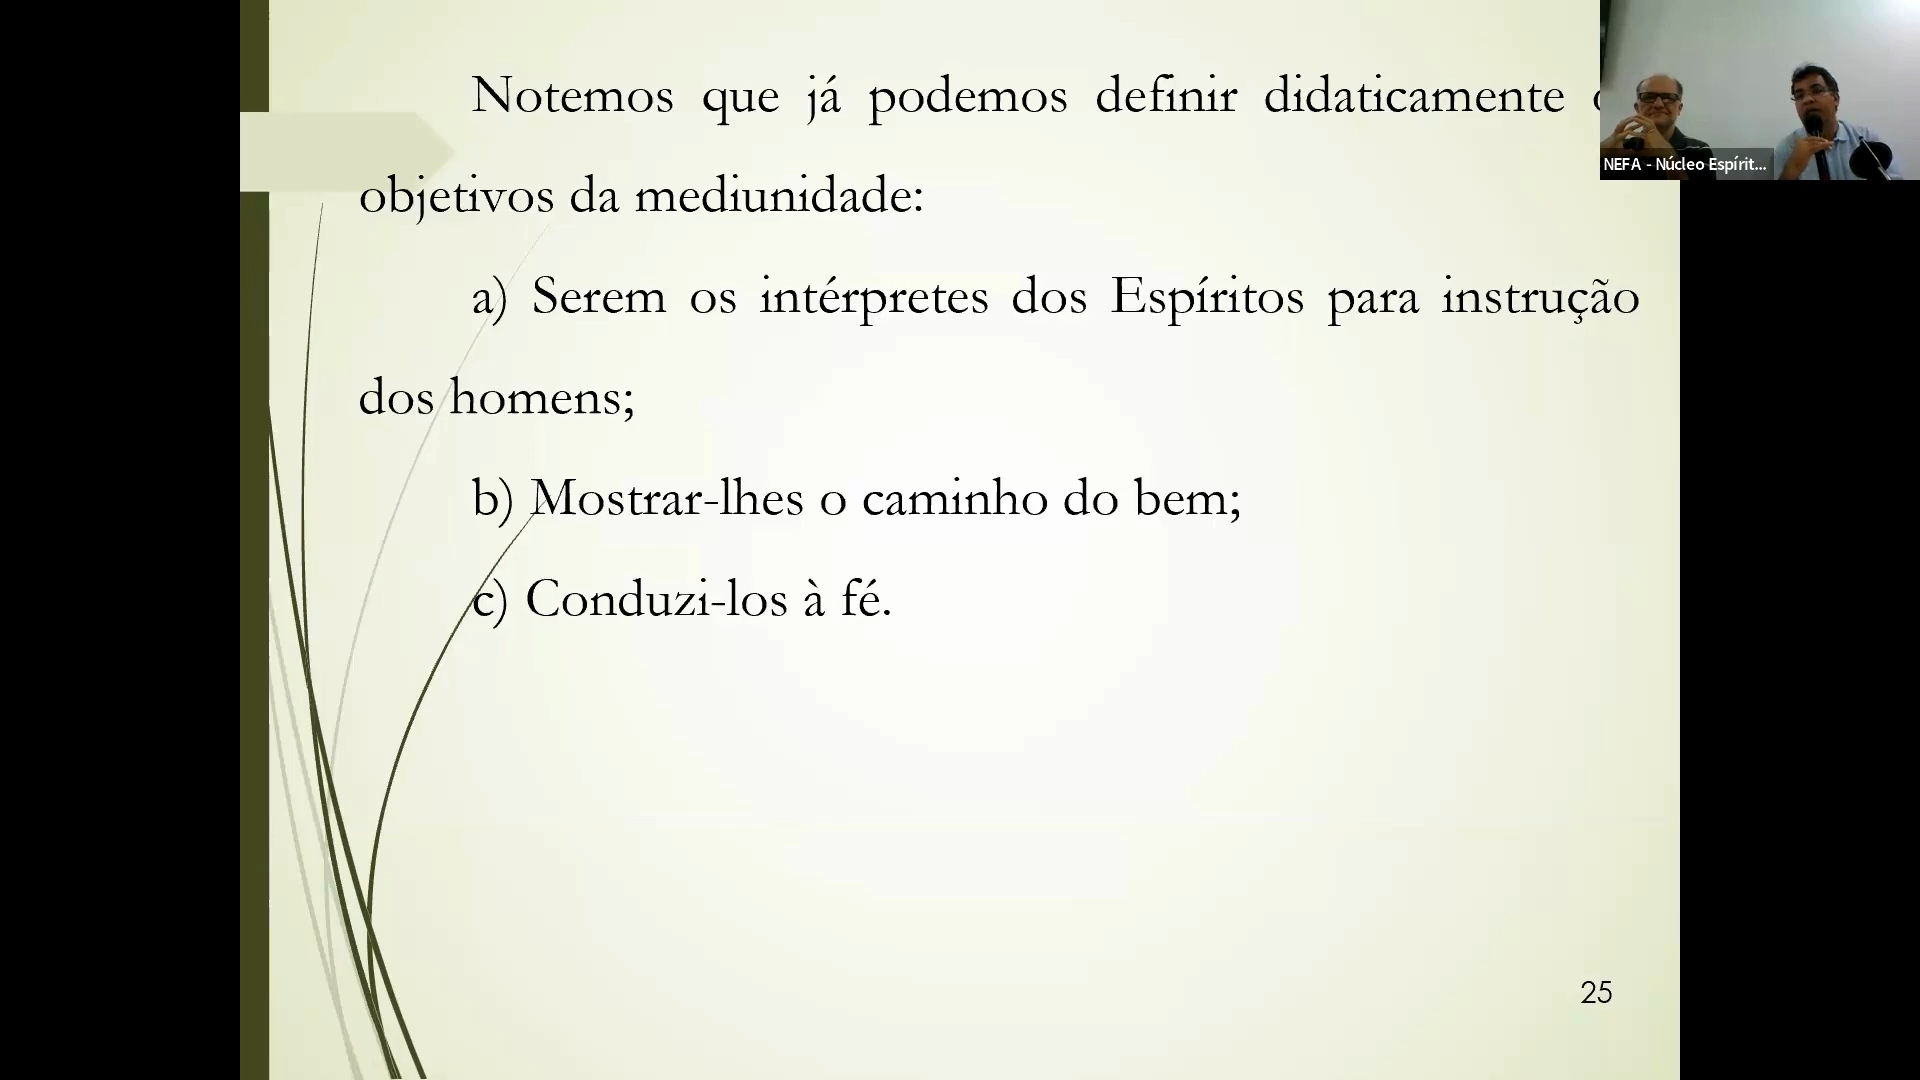 Notemos que já podemos definir didaticamente
objetivos da mediunidade:
a) Serem os intérpretes dos Espíritos para instrução
dos homens;
b) Mostrar-lhes o caminho do bem;
c) Conduzi-los à fé.
NEFA - Núcleo Espírit...
25